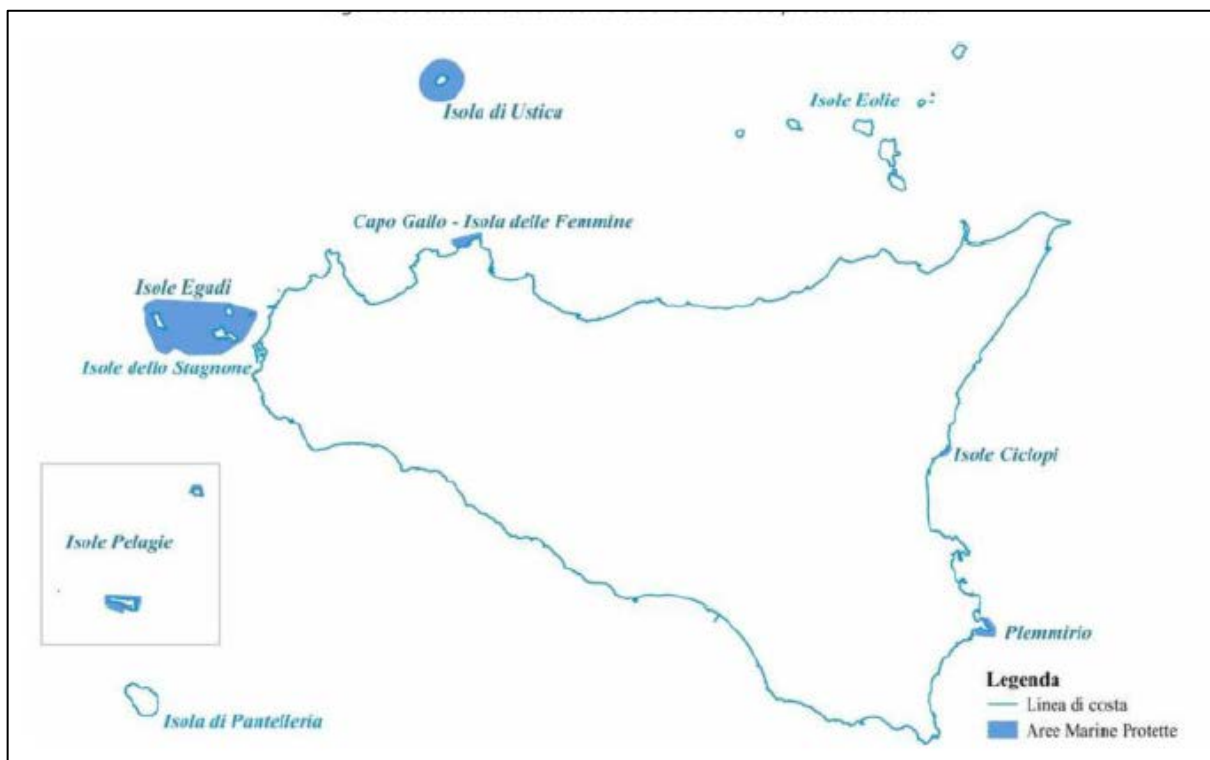 Isole Eolie
Isola di Ustica
Capo Gallo - Isola delle Femmine
Isole Egadi
Isole dello Stagnone
Isole Ciclopi
Isole Pelagie
Plemmirio
Isola di Pantelleria
Legenda
Linea di costa
Aree Marine Protette